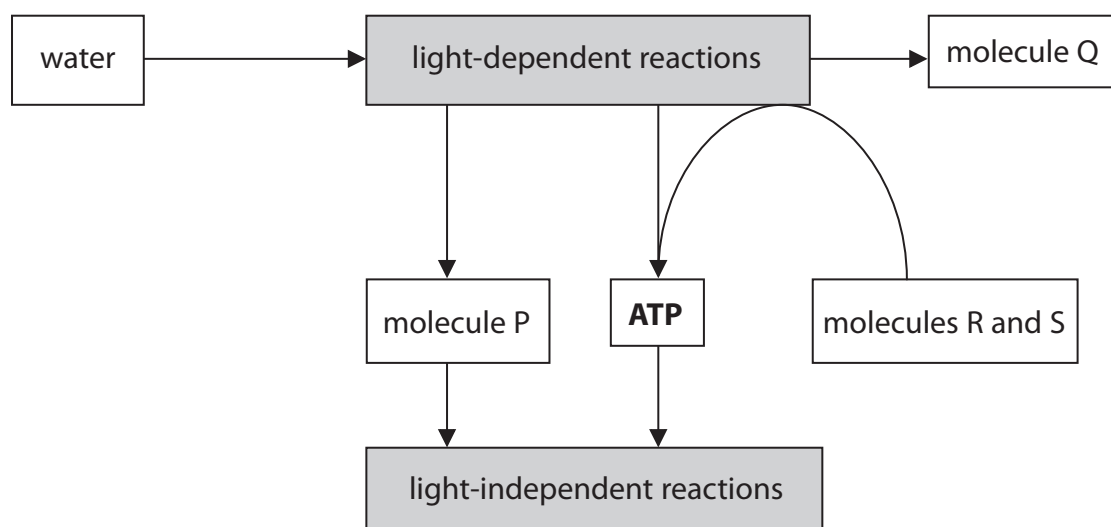 water
light-dependent reactions
molecule Q
molecule P
ATP
molecules R and S
light-independent reactions